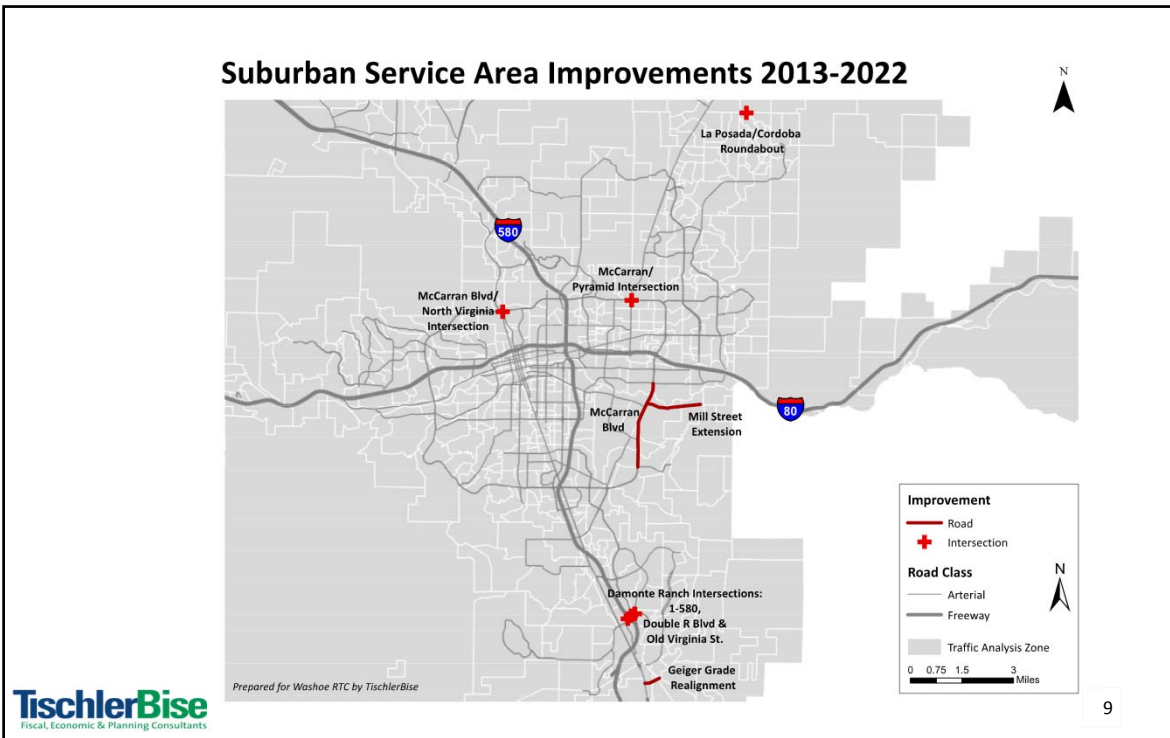 Suburban Service Area Improvements 2013-2022
N
La Posada/Cordoba
Roundabout
580
McCarran/
Pyramid Intersection
McCarran Blvd/
North Virginia
Intersection
McCarran
Blvd
Mill Street
Extension
80
Improvement
Road
Intersection
Road Class
Arterial
Freeway
N
Traffic Analysis Zone
0 0.75 1.5 3
Miles
Damonte Ranch Intersections:
1-580,
Double R Blvd &
Old Virginia St.
Geiger Grade
Realignment
Prepared for Washoe RTC by TischlerBise
TischlerBise
Fiscal, Economic & Planning Consultants
9